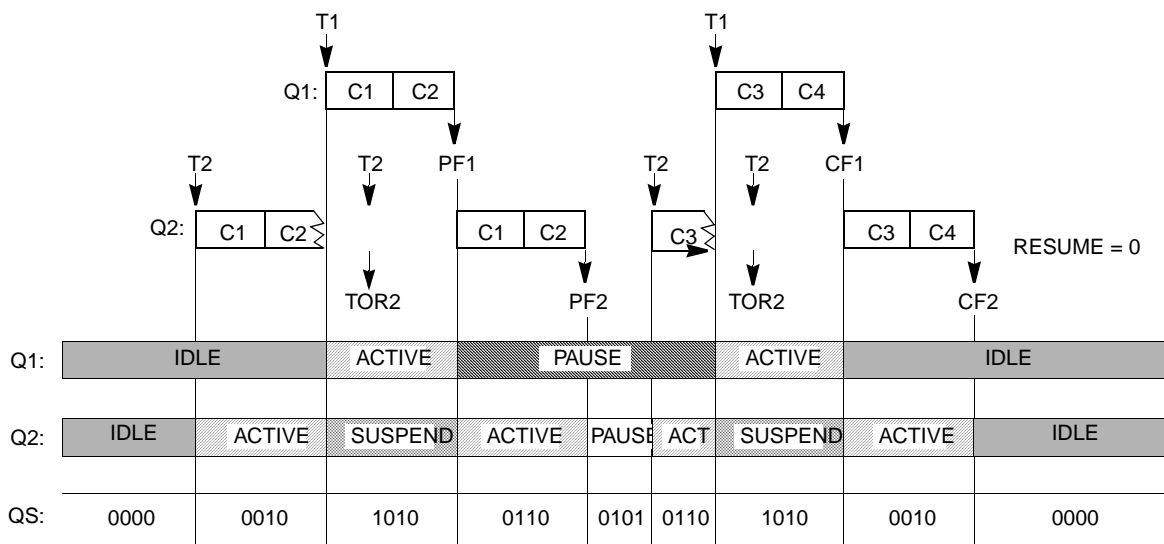 T1 T1
Q1: C1 C2 C3 C4
T2 T2 PF1 T2 T2 CF1
Q2: C1 C2 C1 C2 C3 C3 C4
RESUME = 0
TOR2 PF2 TOR2 CF2
Q1: IDLE ACTIVE PAUSE ACTIVE IDLE
Q2: IDLE ACTIVE SUSPEND ACTIVE PAUSE ACT SUSPEND ACTIVE IDLE
QS: 0000 0010 1010 0110 0101 0110 1010 0010 0000